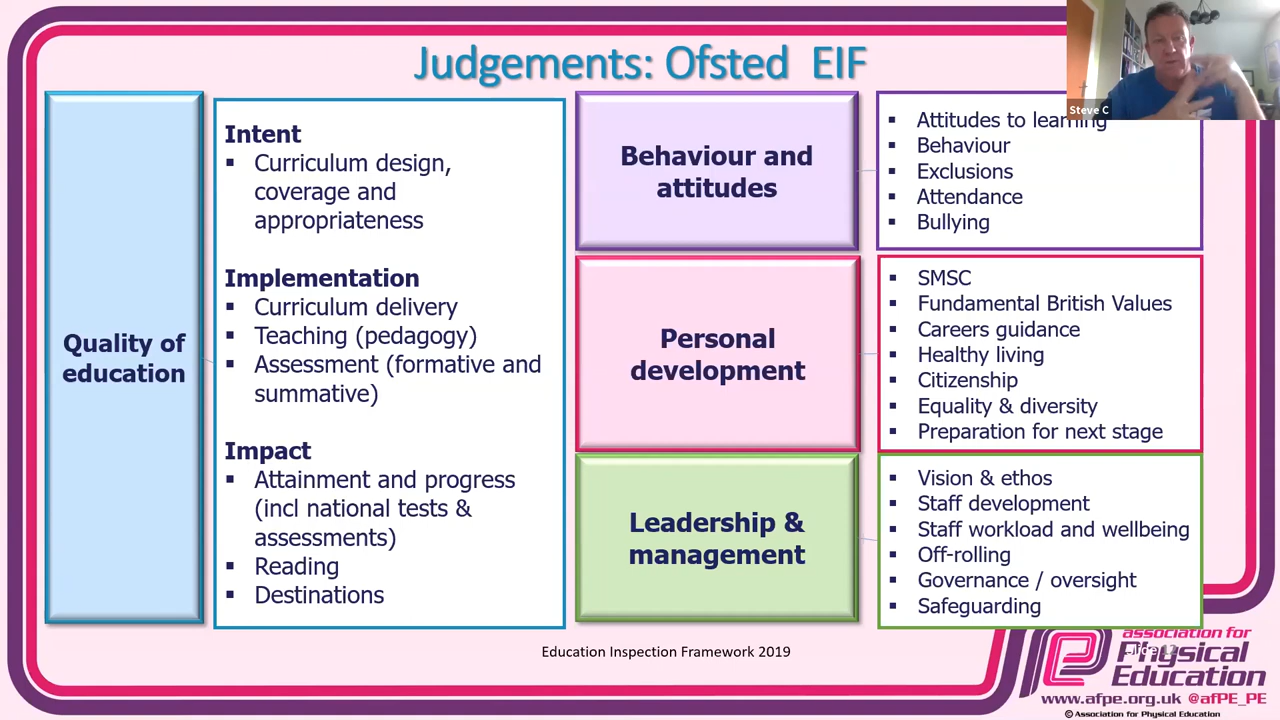 Judgements: Ofsted EIF
Steve C
Quality of
education
Intent
▪ Curriculum design,
coverage and
appropriateness
Implementation
▪ Curriculum delivery
▪ Teaching (pedagogy)
▪ Assessment (formative and
summative)
Impact
▪ Attainment and progress
(incl national tests &
assessments)
▪ Reading
▪ Destinations
Behaviour and
attitudes
▪ Attitudes to learning
▪ Behaviour
▪ Exclusions
▪ Attendance
▪ Bullying
Personal
development
▪ SMSC
▪ Fundamental British Values
▪ Careers guidance
▪ Healthy living
▪ Citizenship
▪ Equality & diversity
▪ Preparation for next stage
Leadership &
management
▪ Vision & ethos
▪ Staff development
▪ Staff workload and wellbeing
▪ Off-rolling
▪ Governance / oversight
▪ Safeguarding
Education Inspection Framework 2019
association for
Slide 12
Physical
Education
www.afpe.org.uk @afPE_PE
© Association for Physical Education